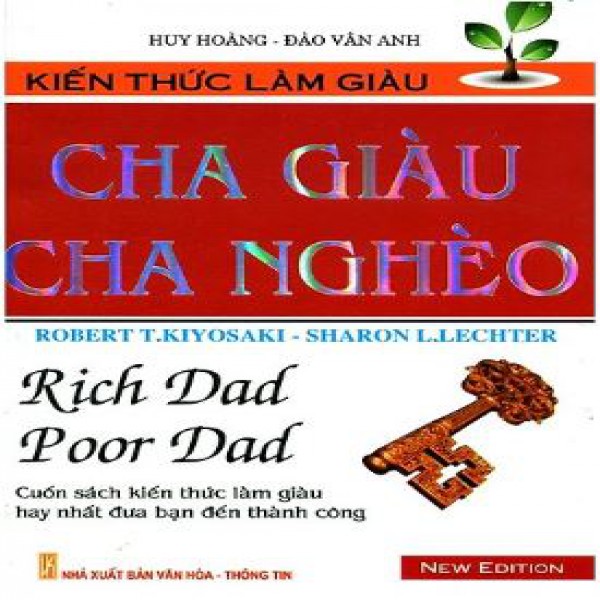 HUY HOÀNG - ĐÀO VÂN ANH
KIẾN THỨC LÀM GIÀU
CHA GIÀU
CHA NGHÈO
ROBERT T.KIYOSAKI - SHARON L.LECHTER
Rich Dad
Poor Dad
Cuốn sách kiến thức làm giàu
hay nhất đưa bạn đến thành công
NHÀ XUẤT BẢN VĂN HÓA - THÔNG TIN
NEW EDITION